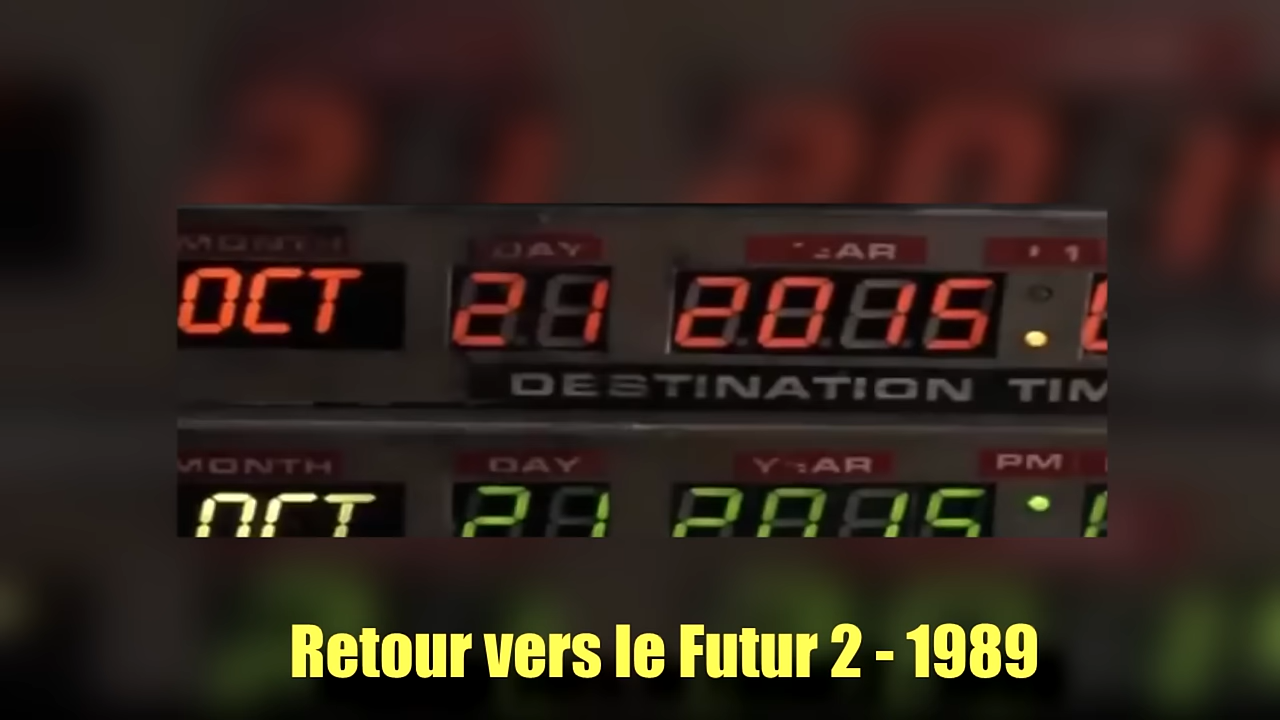 MONTH DAY
OCT 21 2015
DESTINATION TIM
MONTH DAY YEAR PM
OCT 21 2015
Retour vers le Futur 2 - 1989